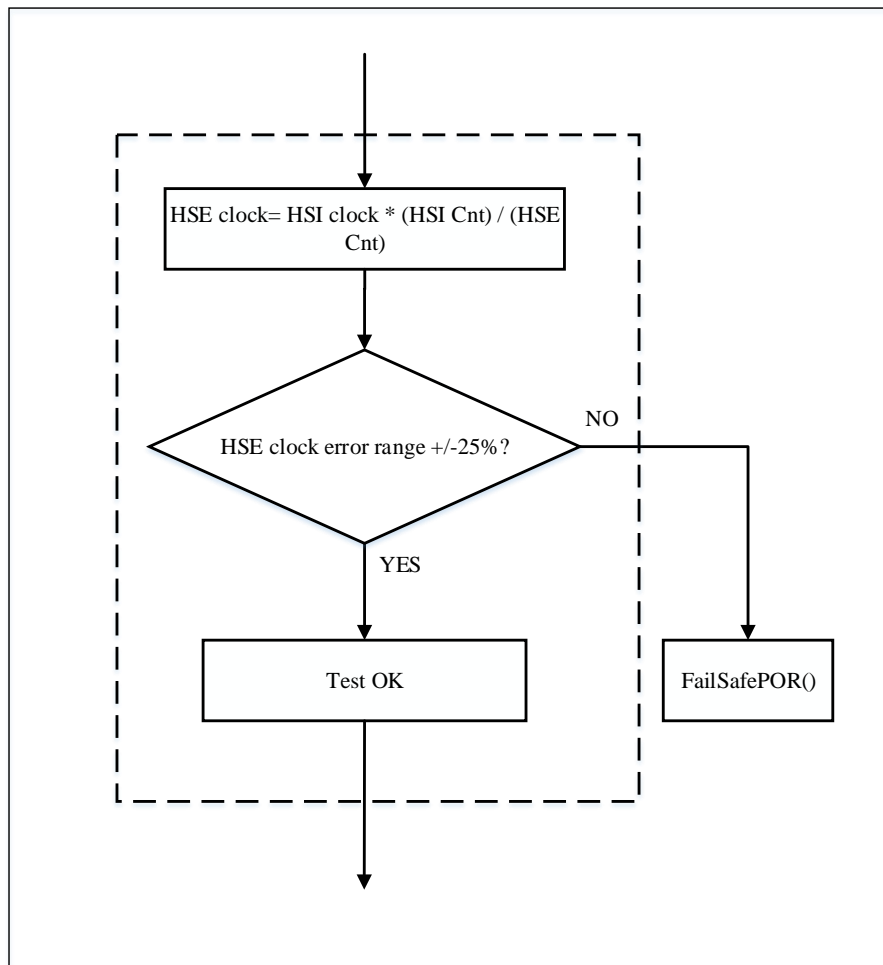 HSE clock= HSI clock * (HSI Cnt) / (HSE
Cnt)
NO
HSE clock error range +/-25%?
YES
Test OK
FailSafePOR()